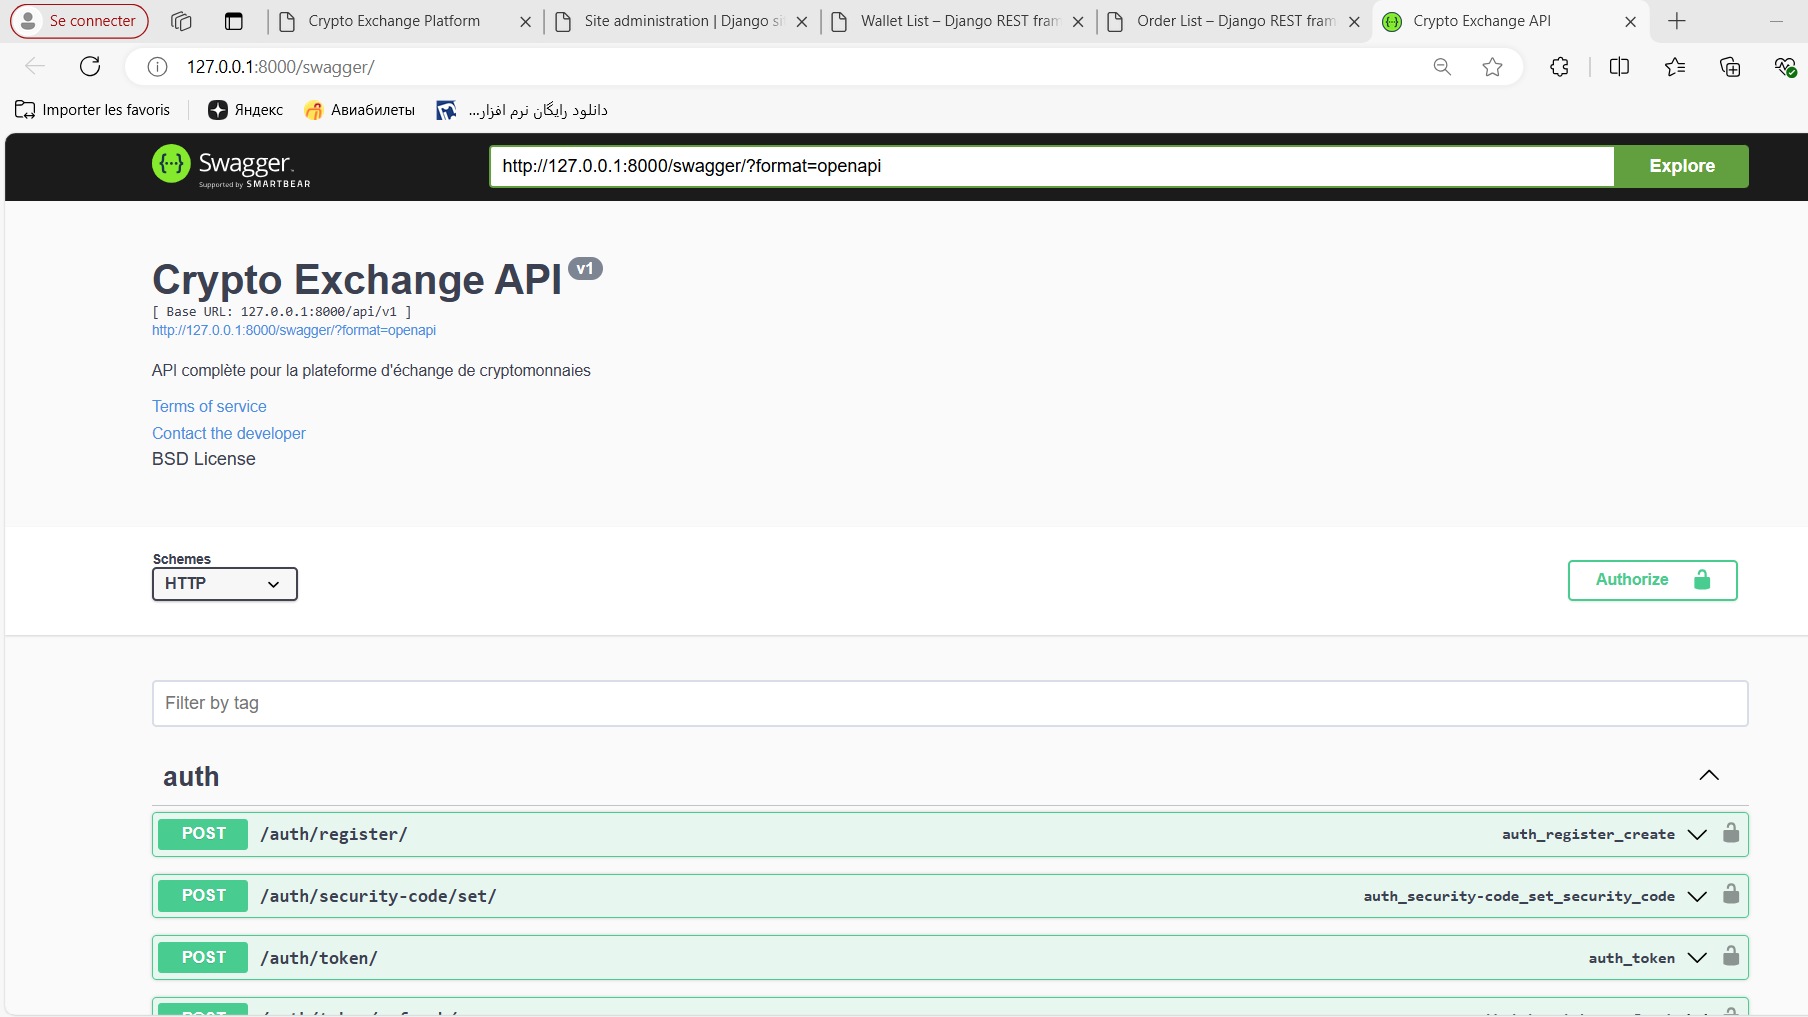 Se connecter
Crypto Exchange Platform
Site administration | Django si
Wallet List – Django REST fram
Order List – Django REST fram
Crypto Exchange API
127.0.0.1:8000/swagger/
Importer les favoris
Яндекс
Авиабилеты
دانلود رایگان نرم افزار...
Swagger
Supported by SMARTBEAR
http://127.0.0.1:8000/swagger/?format=openapi
Explore
Crypto Exchange API v1
[ Base URL: 127.0.0.1:8000/api/v1 ]
http://127.0.0.1:8000/swagger/?format=openapi
API complète pour la plateforme d'échange de cryptomonnaies
Terms of service
Contact the developer
BSD License
Schemes
HTTP
Authorize
Filter by tag
auth
POST /auth/register/ auth_register_create
POST /auth/security-code/set/ auth_security-code_set_security_code
POST /auth/token/ auth_token
POST